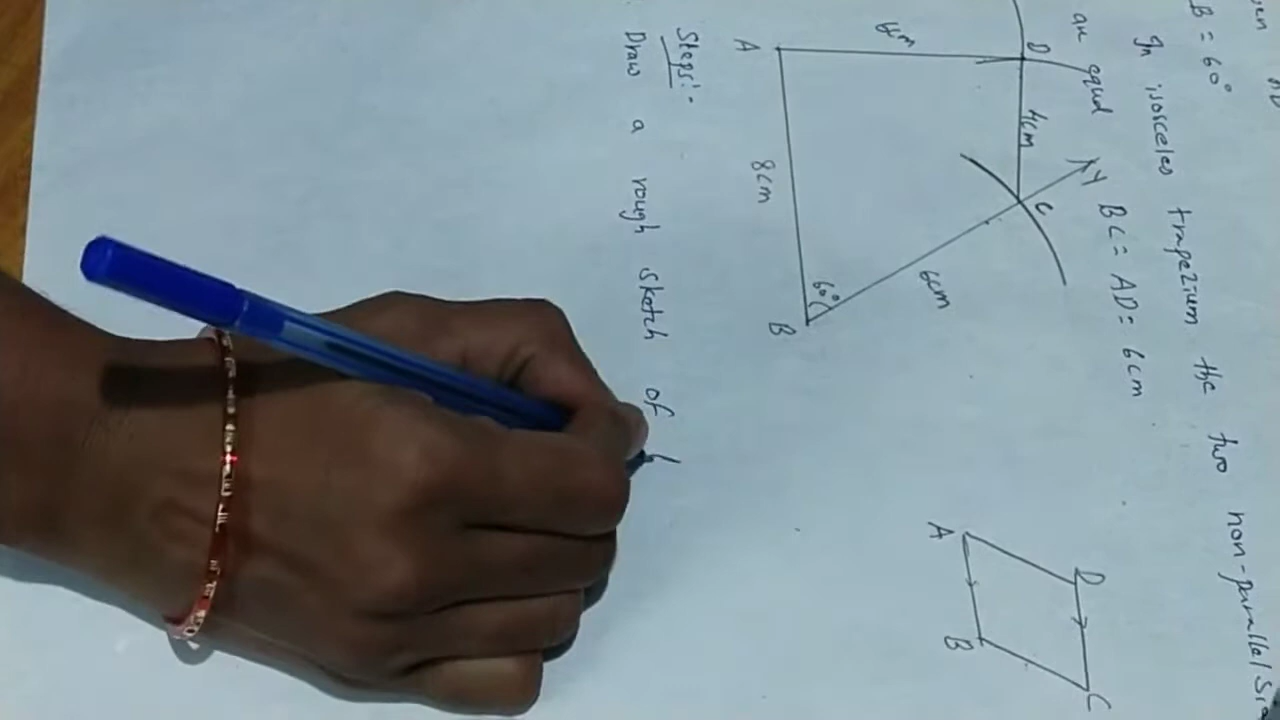 B = 60°
In isosceles trapezium the two non-parallel
are equal
BC = AD = 6cm
D
4cm
C
Y
6cm
60°
A
8cm
B
D
C
A
B
Steps:-
Draw a rough sketch of